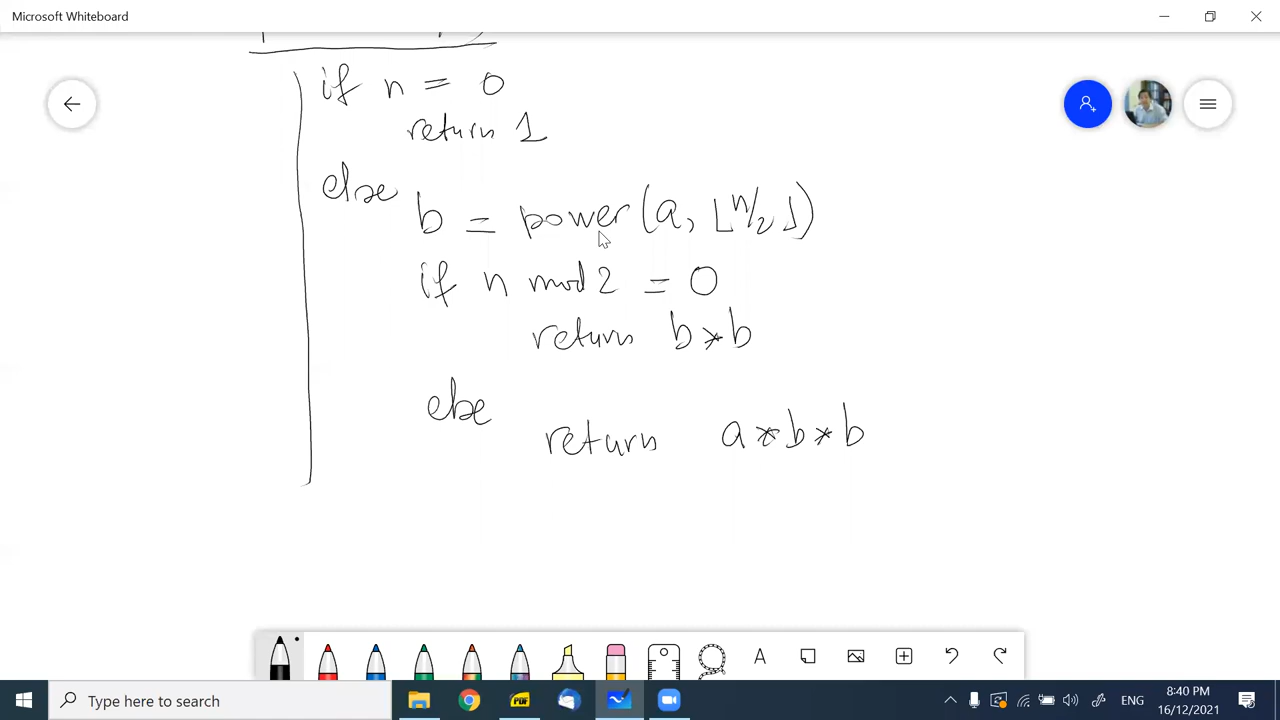 Microsoft Whiteboard
if n = 0
return 1
else
b = power(a, ⌊n/2⌋)
if n mod 2 = 0
return b * b
else
return a * b * b
A
Type here to search
PDF
ENG
8:40 PM
16/12/2021